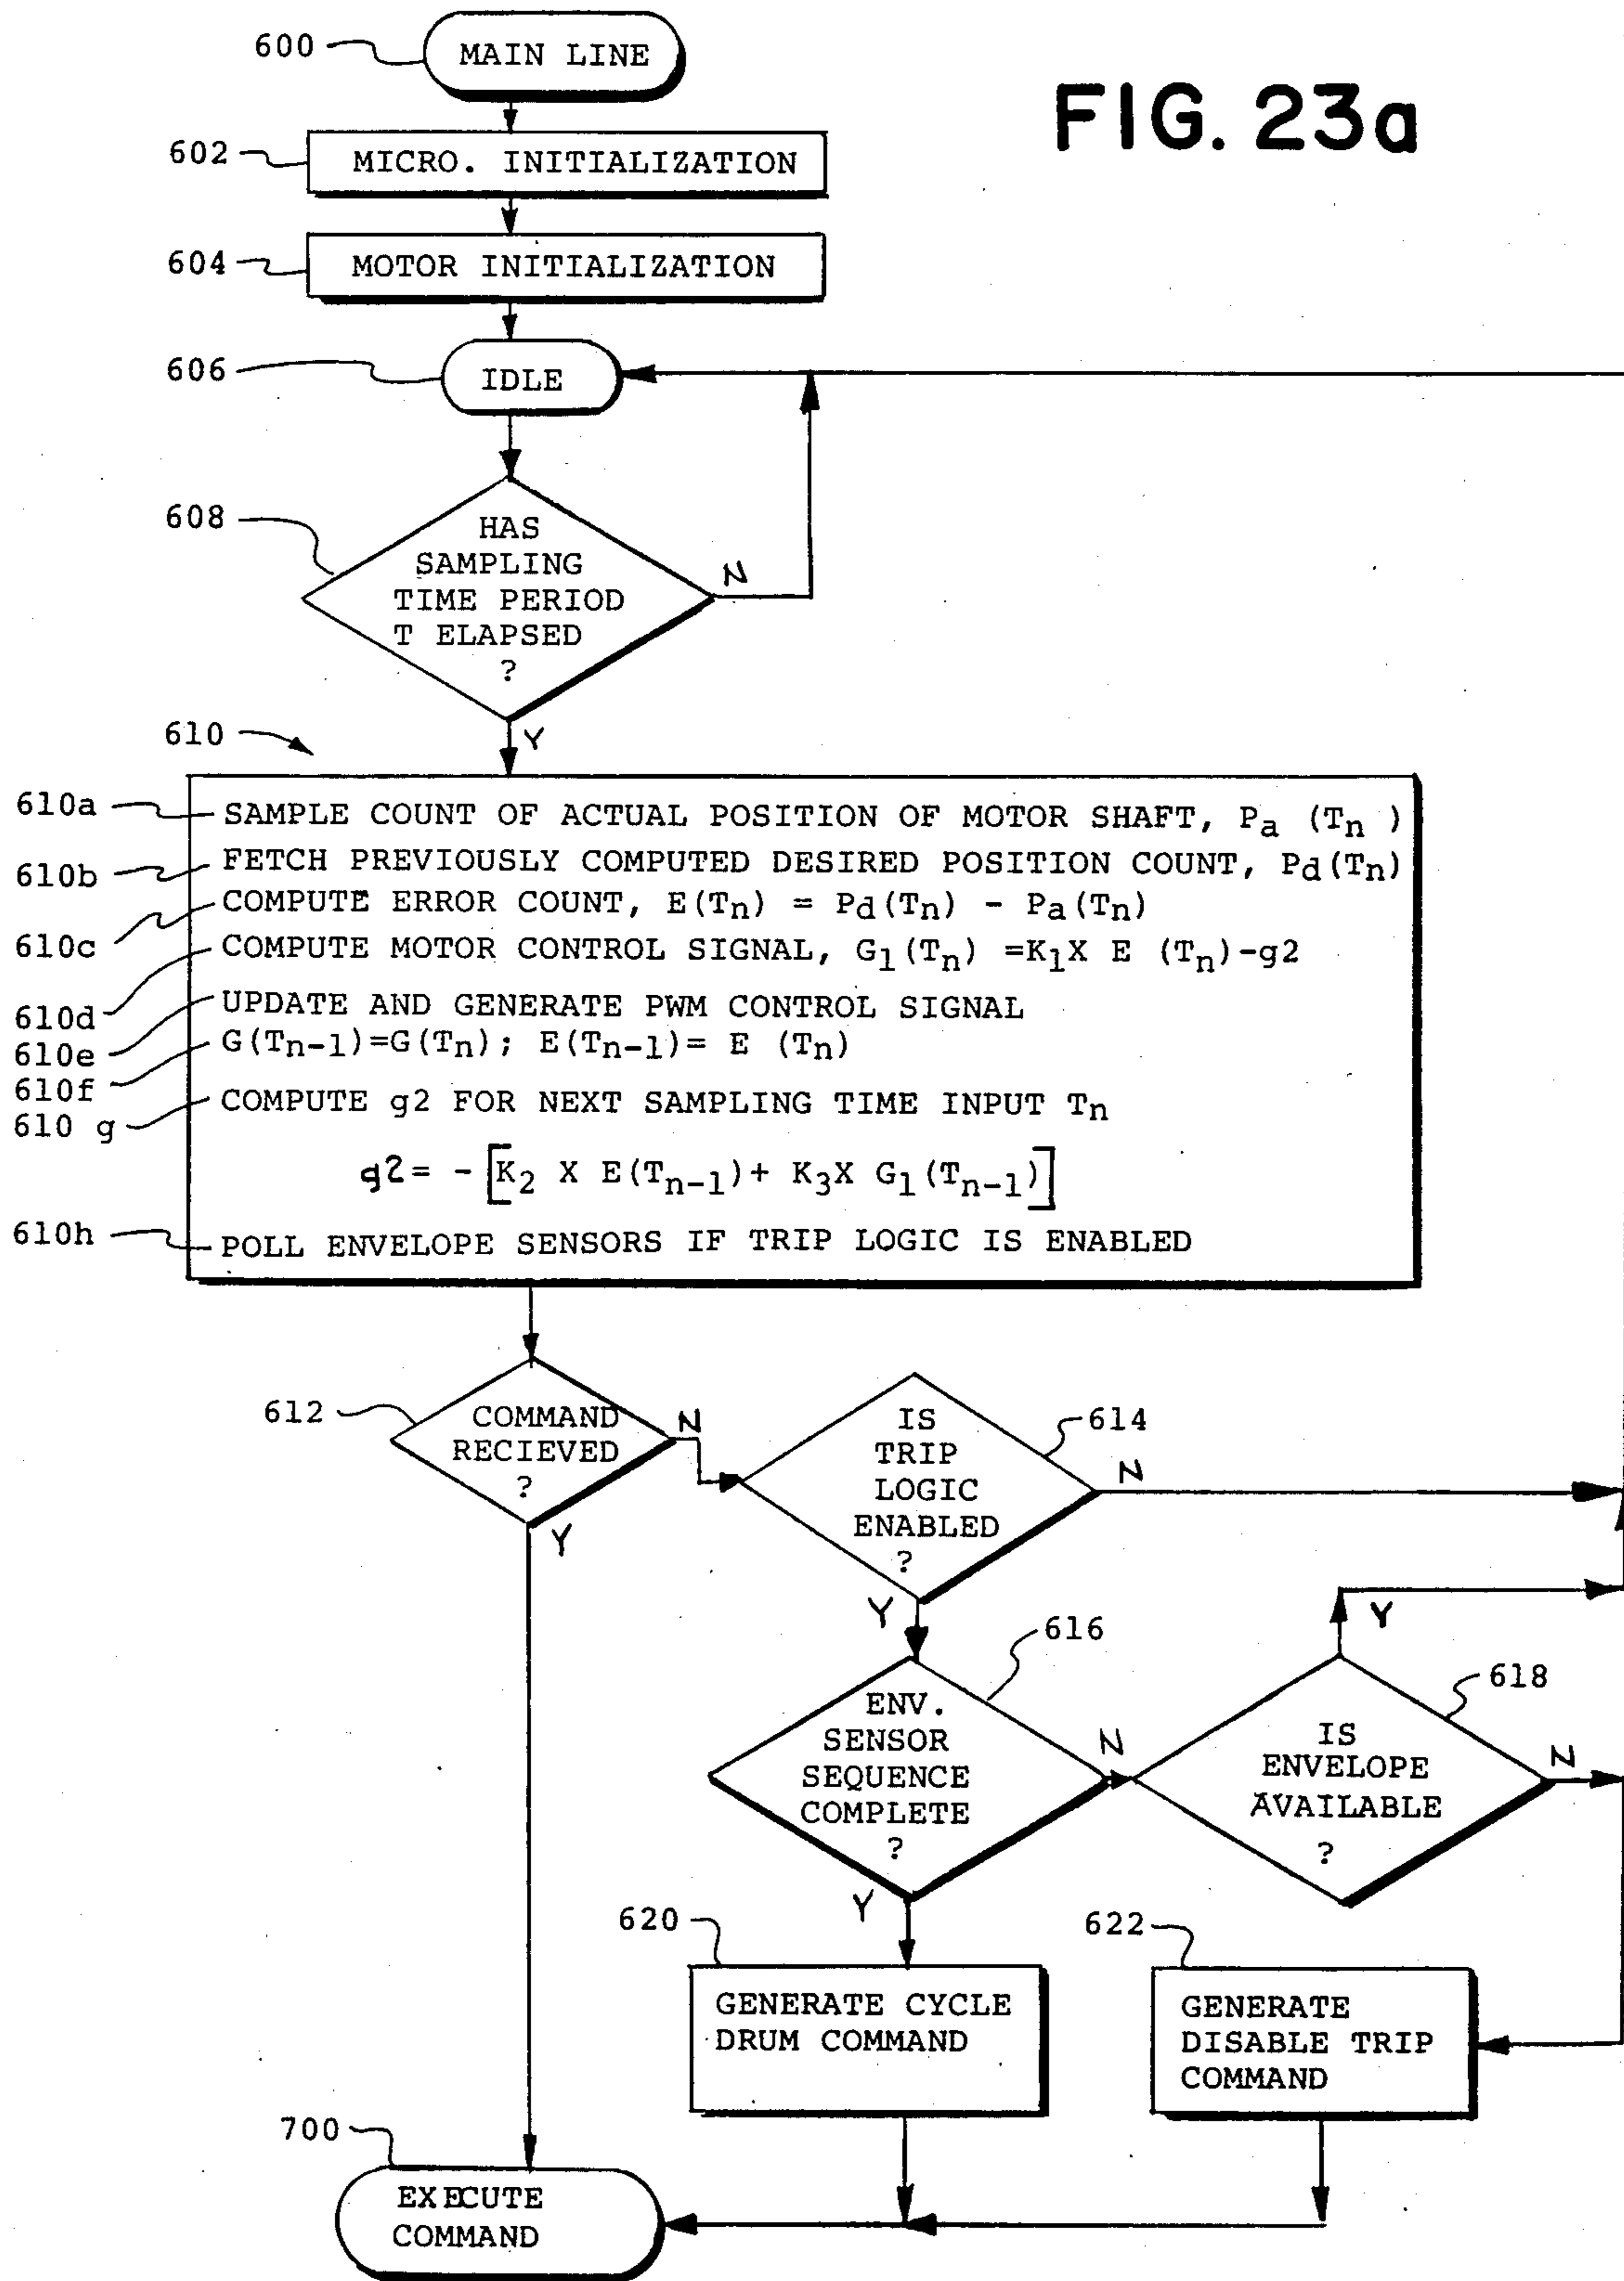 FIG. 23a
600
MAIN LINE
602
MICRO. INITIALIZATION
604
MOTOR INITIALIZATION
606
IDLE
608
HAS
SAMPLING
TIME PERIOD
T ELAPSED
?
N
Y
610
610a
SAMPLE COUNT OF ACTUAL POSITION OF MOTOR SHAFT, Pa (Tn )
610b
FETCH PREVIOUSLY COMPUTED DESIRED POSITION COUNT, Pd(Tn)
610c
COMPUTE ERROR COUNT, E(Tn) = Pd(Tn) - Pa(Tn)
610d
COMPUTE MOTOR CONTROL SIGNAL, G1(Tn) =K1X E (Tn)-g2
610e
UPDATE AND GENERATE PWM CONTROL SIGNAL
610f
G(Tn-1)=G(Tn); E(Tn-1)= E (Tn)
610 g
COMPUTE g2 FOR NEXT SAMPLING TIME INPUT Tn
g2= - [K2 X E(Tn-1)+ K3X G1(Tn-1)]
610h
POLL ENVELOPE SENSORS IF TRIP LOGIC IS ENABLED
612
COMMAND
RECIEVED
?
N
Y
614
IS
TRIP
LOGIC
ENABLED
?
N
Y
616
ENV.
SENSOR
SEQUENCE
COMPLETE
?
N
Y
618
IS
ENVELOPE
AVAILABLE
?
Y
N
620
GENERATE CYCLE
DRUM COMMAND
622
GENERATE
DISABLE TRIP
COMMAND
700
EXECUTE
COMMAND